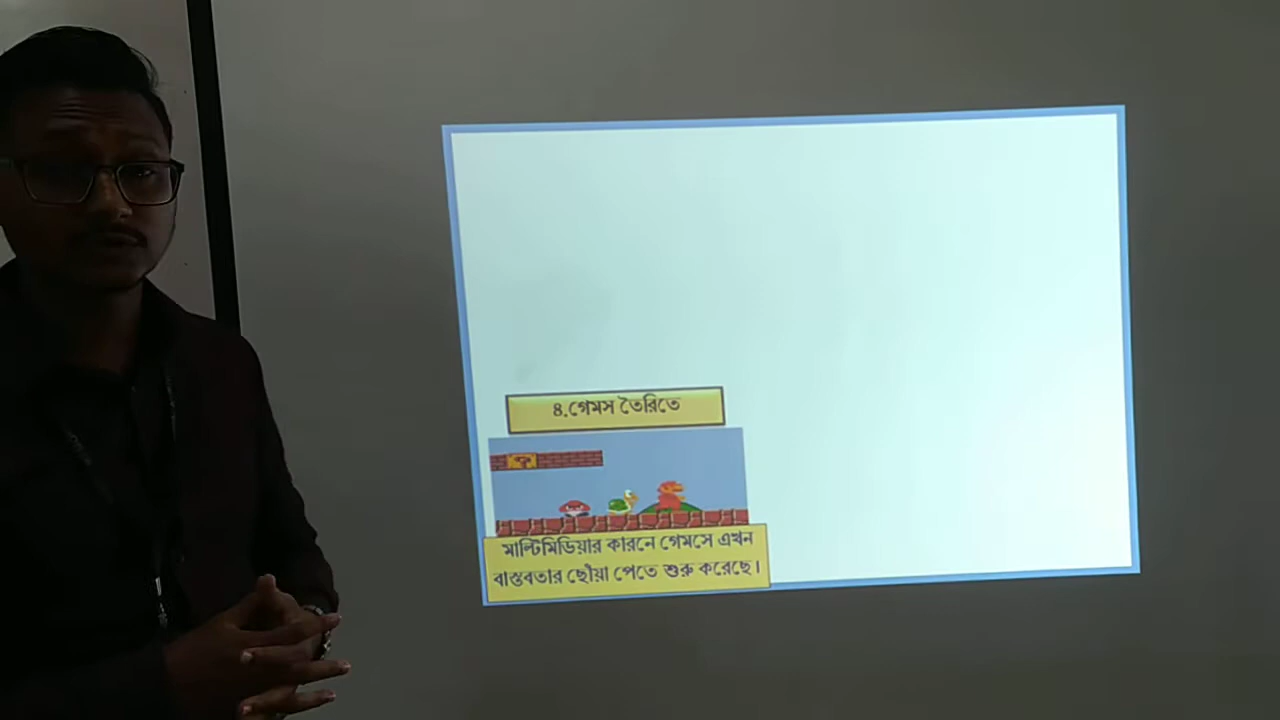 ৪.গেমস তৈরিতে
?
মাল্টিমিডিয়ার কারনে গেমসে এখন
বাস্তবতার ছোঁয়া পেতে শুরু করেছে।